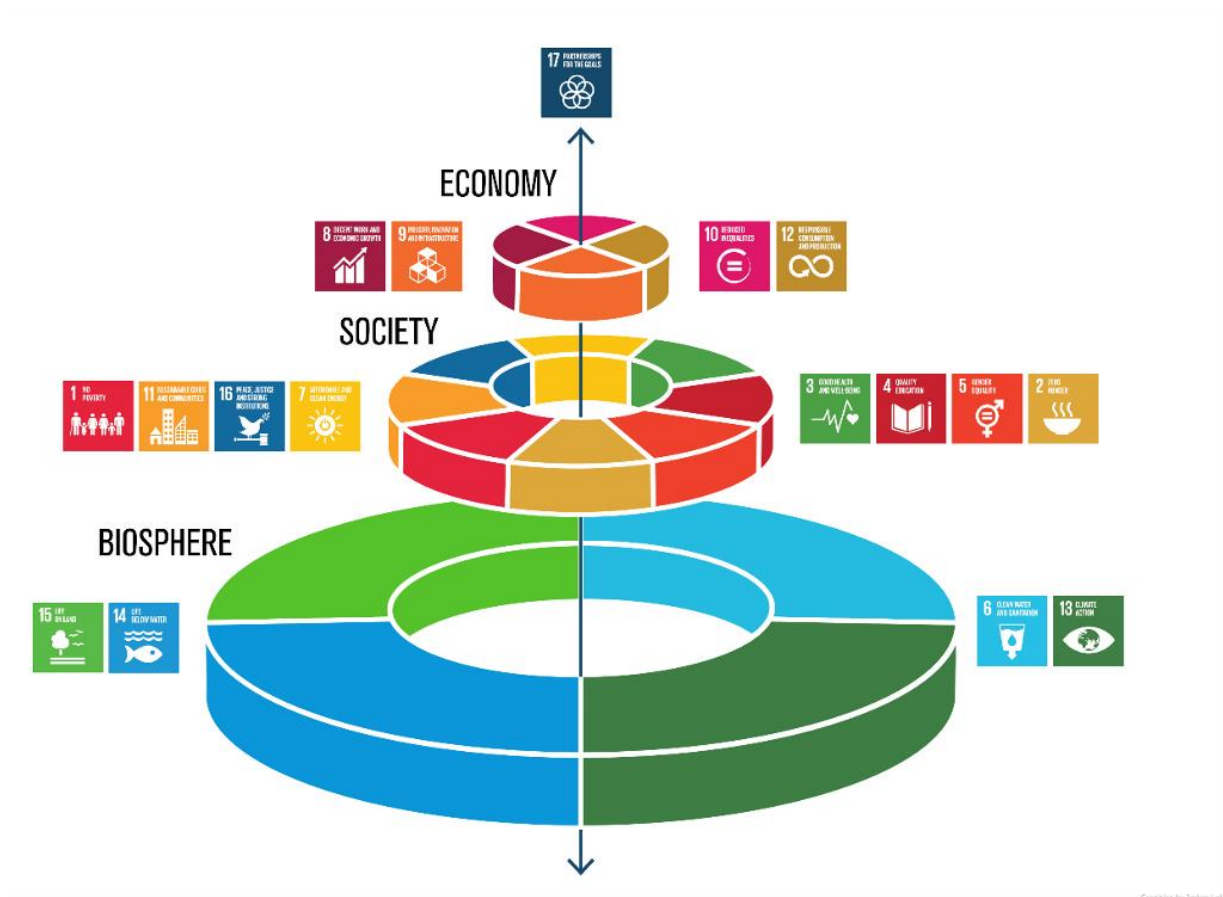 17 PARTNERSHIPS
FOR THE GOALS
ECONOMY
8 DECENT WORK AND
ECONOMIC GROWTH
9 INDUSTRY, INNOVATION
AND INFRASTRUCTURE
10 REDUCED
INEQUALITIES
12 RESPONSIBLE
CONSUMPTION
AND PRODUCTION
SOCIETY
1 NO
POVERTY
11 SUSTAINABLE CITIES
AND COMMUNITIES
16 PEACE, JUSTICE
AND STRONG
INSTITUTIONS
7 AFFORDABLE AND
CLEAN ENERGY
3 GOOD HEALTH
AND WELL-BEING
4 QUALITY
EDUCATION
5 GENDER
EQUALITY
2 ZERO
HUNGER
BIOSPHERE
15 LIFE
ON LAND
14 LIFE
BELOW WATER
6 CLEAN WATER
AND SANITATION
13 CLIMATE
ACTION